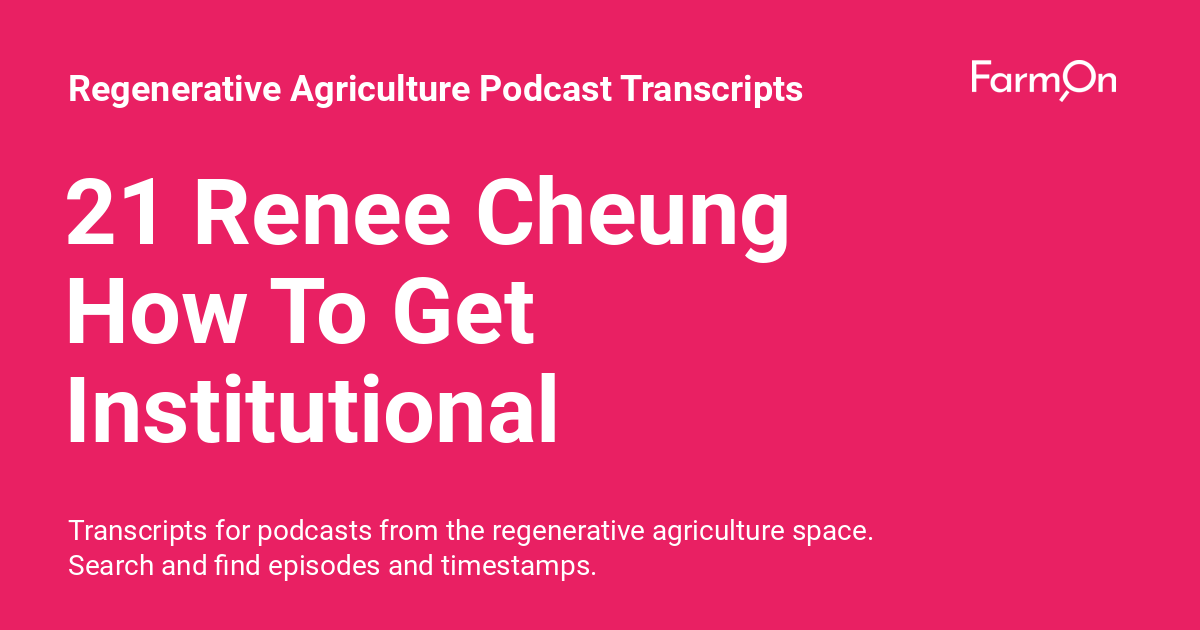 Regenerative Agriculture Podcast Transcripts
FarmOn
21 Renee Cheung
How To Get
Institutional
Transcripts for podcasts from the regenerative agriculture space.
Search and find episodes and timestamps.